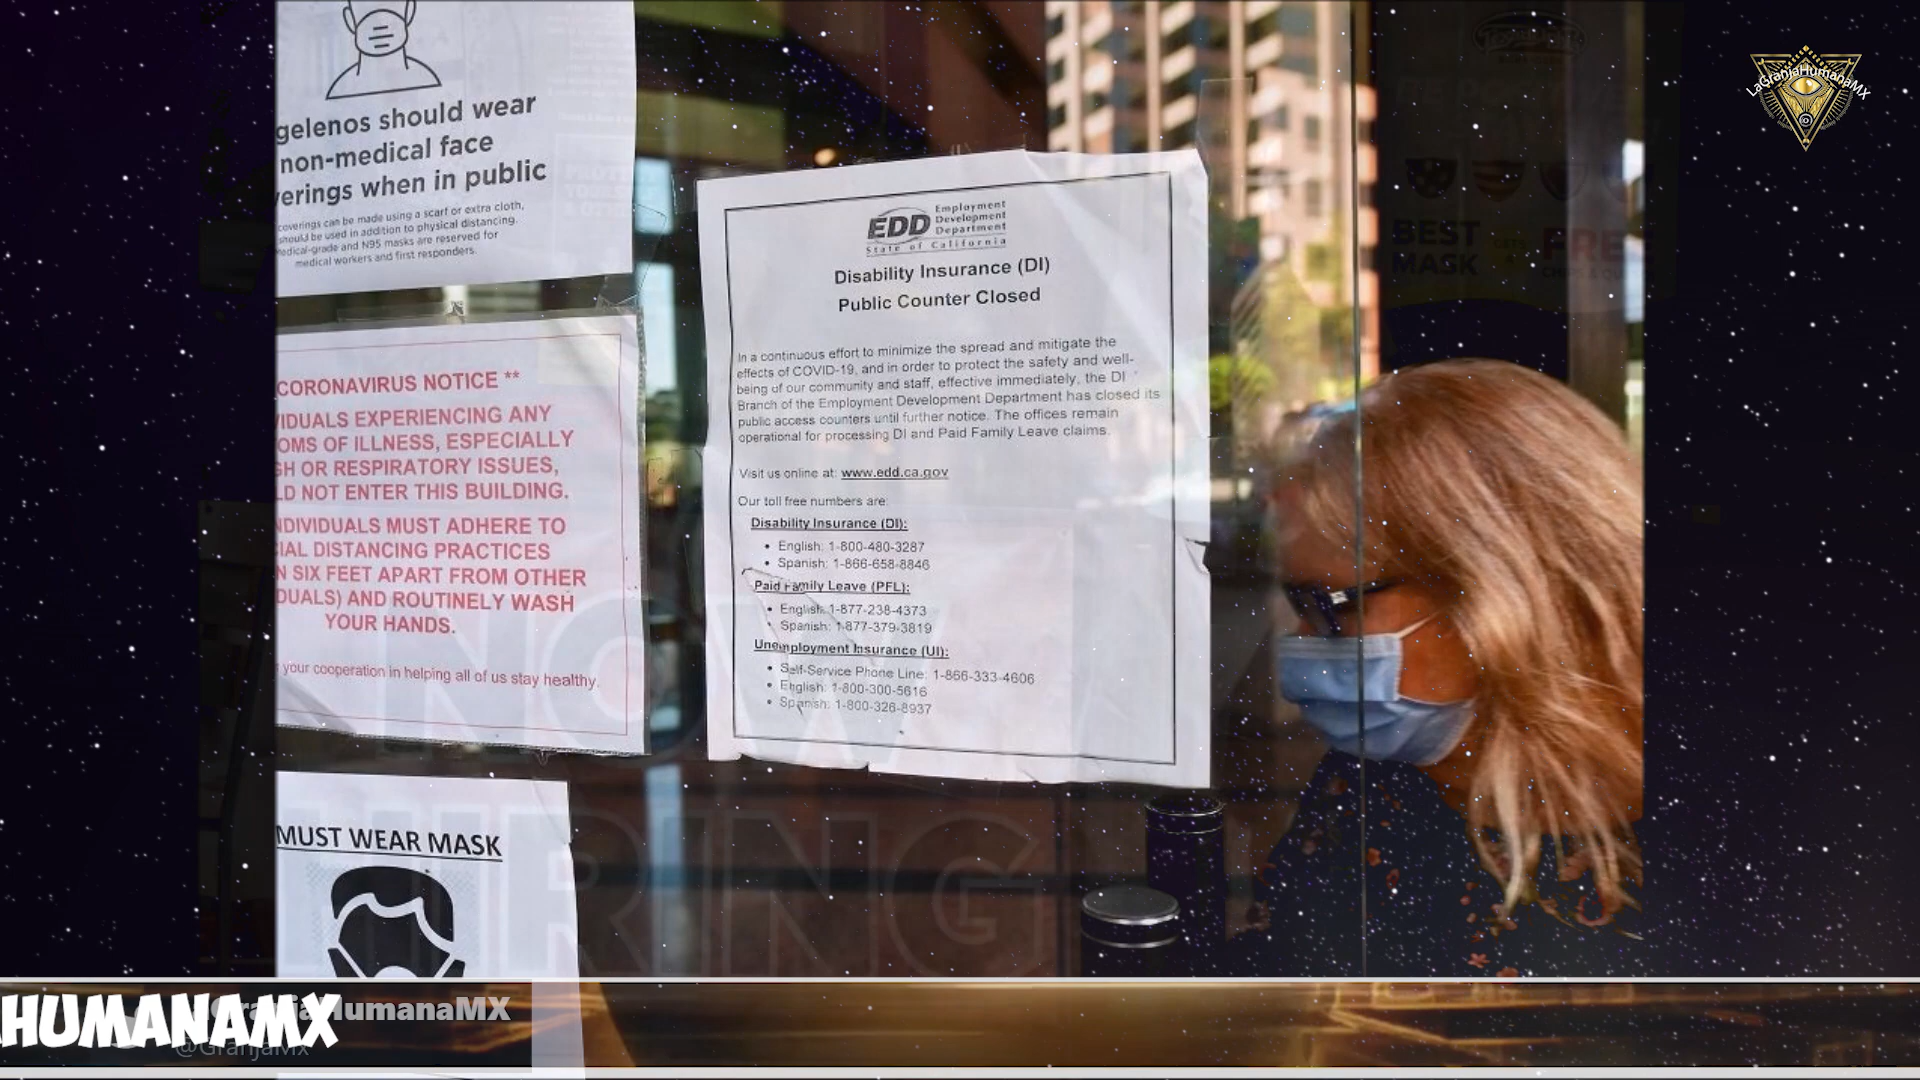 gelenos should wear
non-medical face
verings when in public
coverings can be made using a scarf or extra cloth,
should be used in addition to physical distancing.
edical-grade and N95 masks are reserved for
medical workers and first responders.
CORONAVIRUS NOTICE **
VIDUALS EXPERIENCING ANY
OMS OF ILLNESS, ESPECIALLY
GH OR RESPIRATORY ISSUES,
LD NOT ENTER THIS BUILDING.
NDIVIDUALS MUST ADHERE TO
IAL DISTANCING PRACTICES
N SIX FEET APART FROM OTHER
DUALS) AND ROUTINELY WASH
YOUR HANDS.
your cooperation in helping all of us stay healthy.
MUST WEAR MASK
EDD Employment
Development
Department
State of California
Disability Insurance (DI)
Public Counter Closed
In a continuous effort to minimize the spread and mitigate the
effects of COVID-19, and in order to protect the safety and well-
being of our community and staff, effective immediately, the DI
Branch of the Employment Development Department has closed its
public access counters until further notice. The offices remain
operational for processing DI and Paid Family Leave claims.
Visit us online at: www.edd.ca.gov
Our toll free numbers are:
Disability Insurance (DI):
• English: 1-800-480-3287
• Spanish: 1-866-658-8846
Paid Family Leave (PFL):
• English: 1-877-238-4373
• Spanish: 1-877-379-3819
Unemployment Insurance (UI):
• Self-Service Phone Line: 1-866-333-4606
• English: 1-800-300-5616
• Spanish: 1-800-326-8937
NOW
HIRING
BEST
MASK
FREE
LaGranjaHumanaMX
HUMANAMX
GranjaHumanaMX
@GranjaMx